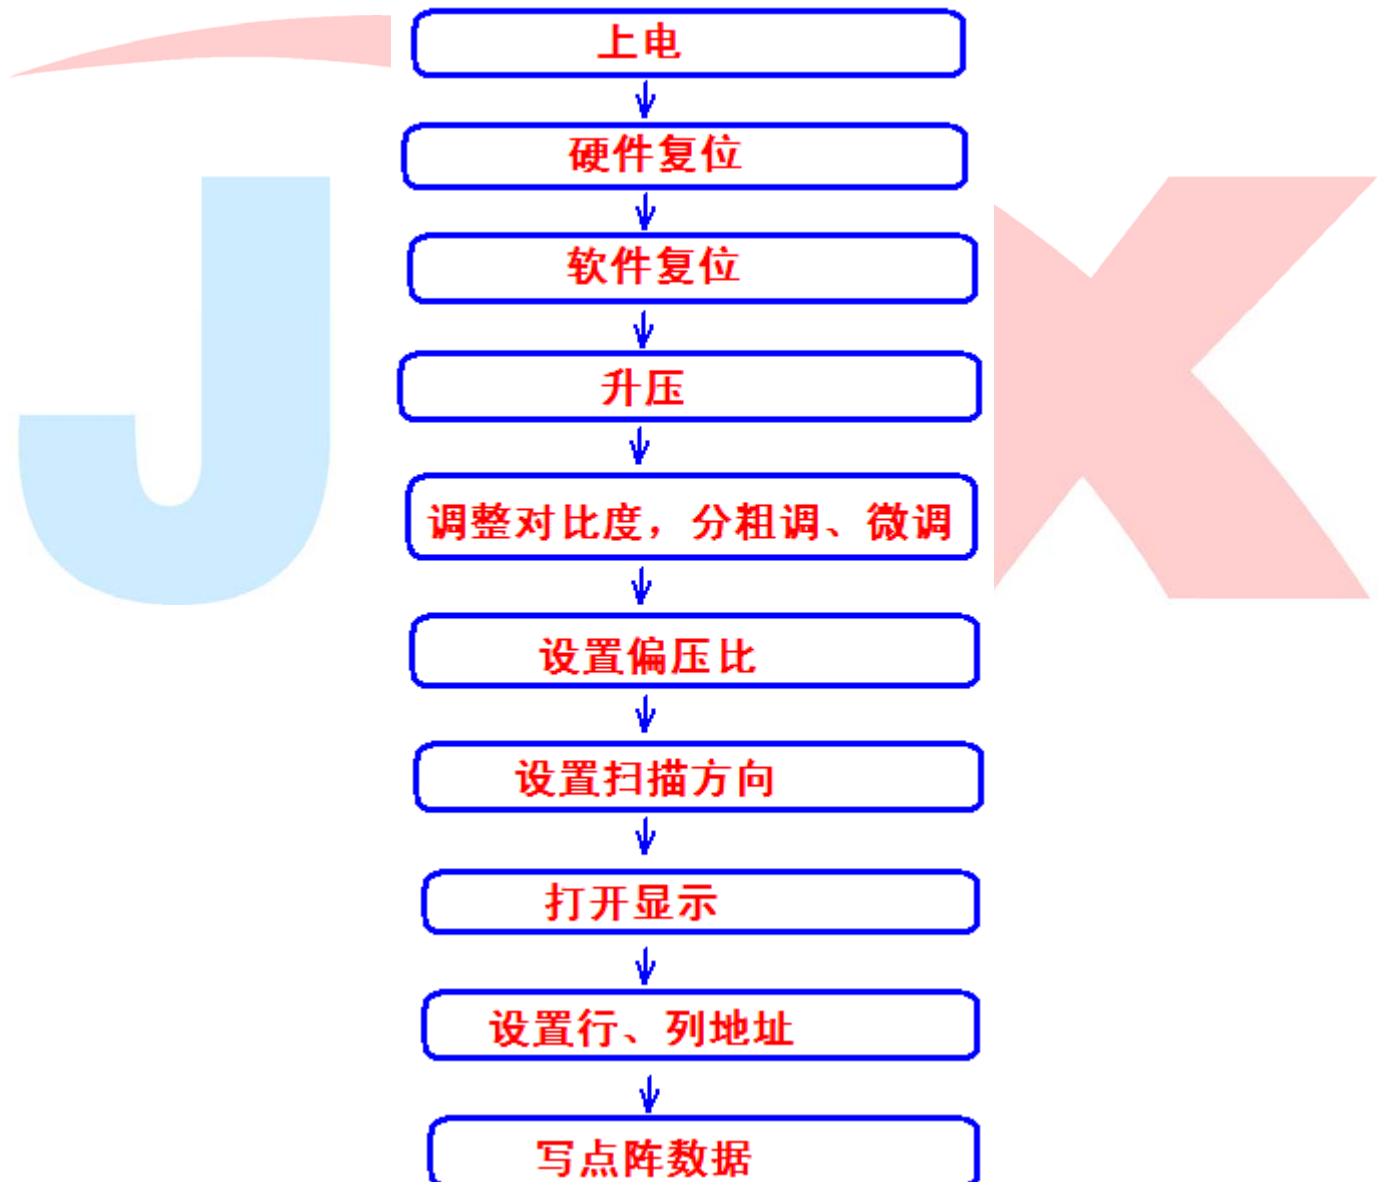 上电
硬件复位
软件复位
升压
调整对比度，分粗调、微调
设置偏压比
设置扫描方向
打开显示
设置行、列地址
写点阵数据
J X